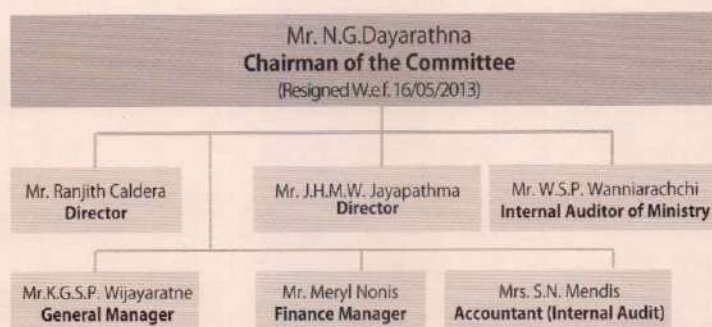 Mr. N.G.Dayarathna
Chairman of the Committee
(Resigned W.e.f. 16/05/2013)
Mr. Ranjith Caldera
Director
Mr. J.H.M.W. Jayapathma
Director
Mr. W.S.P. Wanniarachchi
Internal Auditor of Ministry
Mr.K.G.S.P. Wijayaratne
General Manager
Mr. Meryl Nonis
Finance Manager
Mrs. S.N. Mendis
Accountant (Internal Audit)